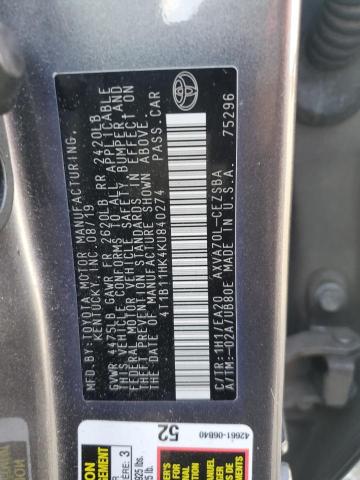 MFD.BY:TOYOTA MOTOR MANUFACTURING,
KENTUCKY, INC. 08/19
GVWR 4475LB GAWR FR 2620LB RR 2420LB
THIS VEHICLE CONFORMS TO ALL APPLICABLE
FEDERAL MOTOR VEHICLE SAFETY, BUMPER AND
THEFT PREVENTION STANDARDS IN EFFECT ON
THE DATE OF MANUFACTURE SHOWN ABOVE.
4T1B11HK4KU840274 PASS.CAR
C/TR:1H1/EA20 AXVA70L-CEZSBA
A/TM:-02A/UB80E MADE IN U.S.A. 75296
52
42661-06B40
3